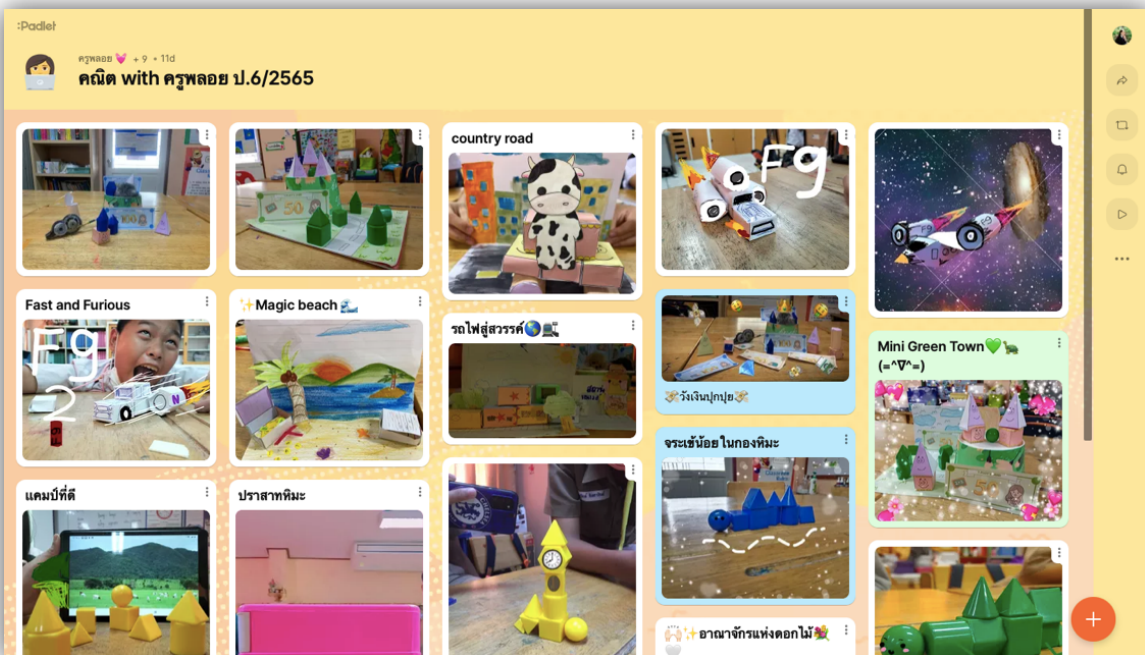 :Padlet
ครูพลอย 💓 + 9 • 11d
คณิต with ครูพลอย ป.6/2565
country road
50
100
F9
F9
Fast and Furious
✨Magic beach🌊
รถไฟสู่สวรรค์🌎🚂
💸วังเงินปุกปุย💸
Mini Green Town💚🐢
(=^∇^=)
F9
2
N
จระเข้น้อย ในกองหิมะ
แคมป์ที่ดี
ปราสาทหิมะ
🙌🏻✨อาณาจักรแห่งดอกไม้💐
🤍